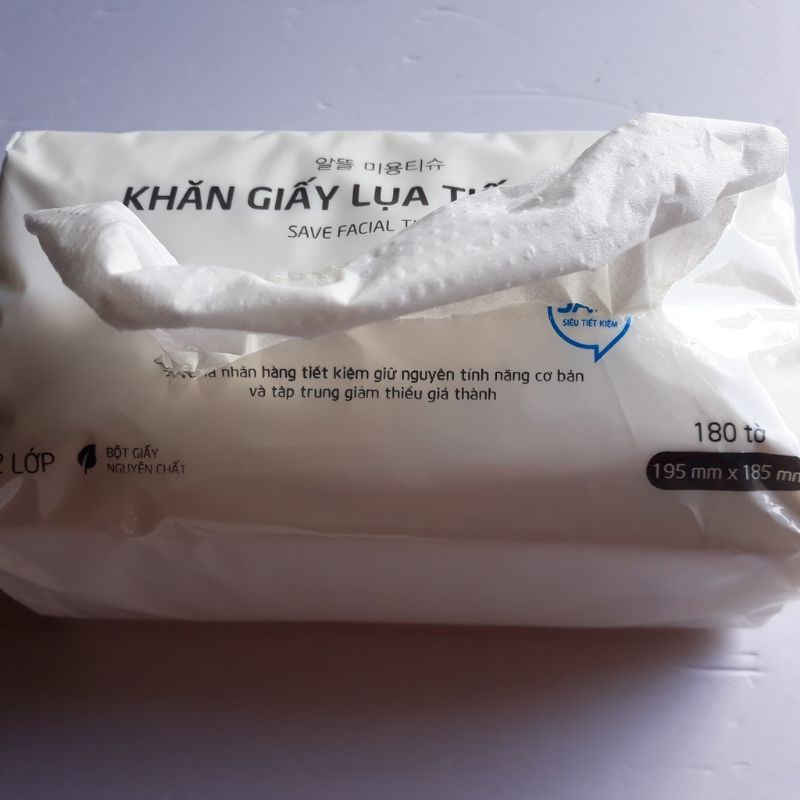 알뜰 미용티슈
KHĂN GIẤY LỤA
SAVE FACIAL
SIÊU TIẾT KIỆM
nhãn hàng tiết kiệm giữ nguyên tính năng cơ bản
và tập trung giảm thiểu giá thành
180 tờ
2 LỚP
BỘT GIẤY
NGUYÊN CHẤT
195 mm x 185 mm